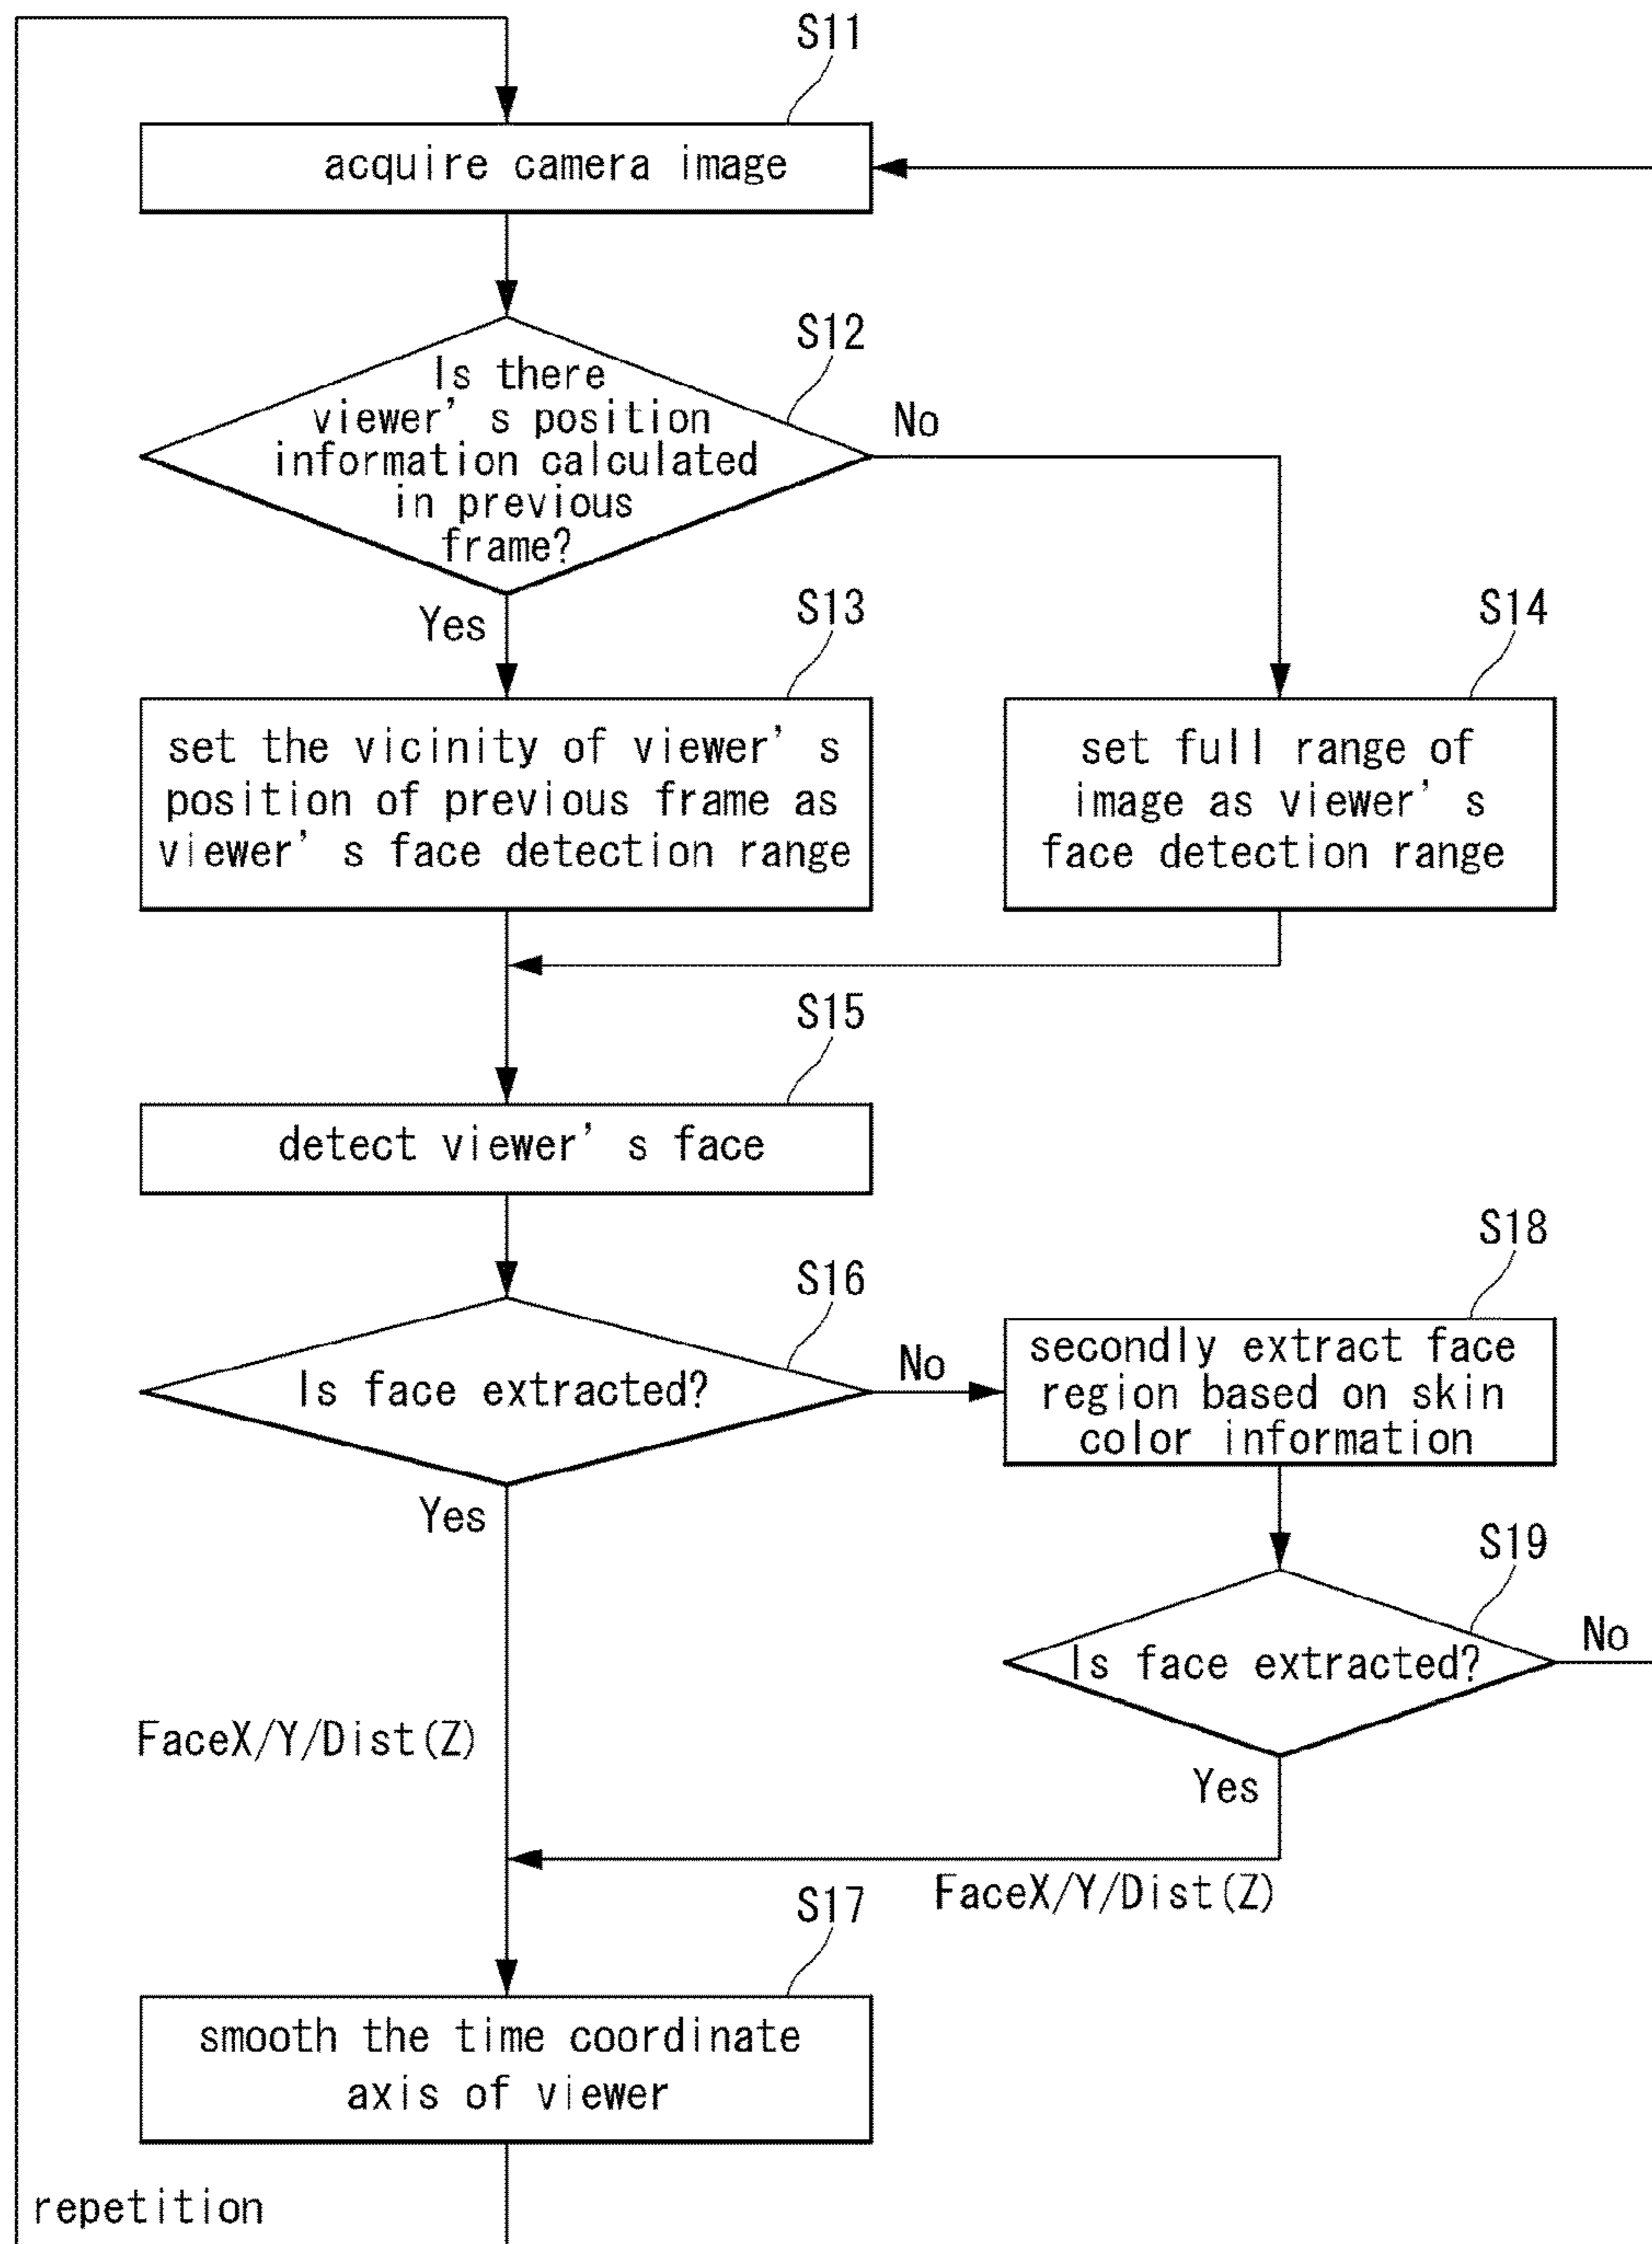 S11
acquire camera image
S12
Is there
viewer's position
information calculated
in previous
frame?
No
Yes
S13
set the vicinity of viewer's
position of previous frame as
viewer's face detection range
S14
set full range of
image as viewer's
face detection range
S15
detect viewer's face
S16
Is face extracted?
No
Yes
S18
secondly extract face
region based on skin
color information
S19
Is face extracted?
No
Yes
FaceX/Y/Dist(Z)
FaceX/Y/Dist(Z)
S17
smooth the time coordinate
axis of viewer
repetition